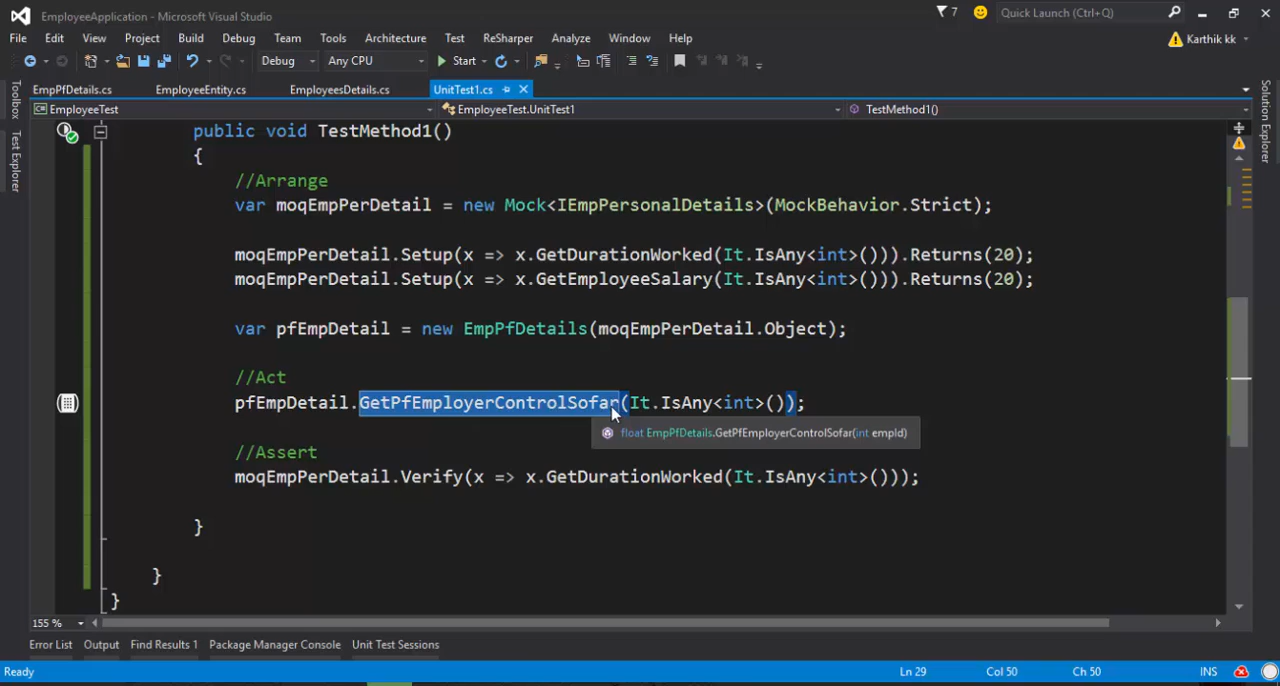 EmployeeApplication - Microsoft Visual Studio
7
Quick Launch (Ctrl+Q)
File Edit View Project Build Debug Team Tools Architecture Test ReSharper Analyze Window Help
Karthik kk
Debug Any CPU Start
EmpPfDetails.cs EmployeeEntity.cs EmployeesDetails.cs UnitTest1.cs
EmployeeTest EmployeeTest.UnitTest1 TestMethod1()
Toolbox
Test Explorer
Solution Explorer
public void TestMethod1()
{
//Arrange
var moqEmpPerDetail = new Mock<IEmpPersonalDetails>(MockBehavior.Strict);
moqEmpPerDetail.Setup(x => x.GetDurationWorked(It.IsAny<int>())).Returns(20);
moqEmpPerDetail.Setup(x => x.GetEmployeeSalary(It.IsAny<int>())).Returns(20);
var pfEmpDetail = new EmpPfDetails(moqEmpPerDetail.Object);
//Act
pfEmpDetail.GetPfEmployerControlSofar(It.IsAny<int>());
float EmpPfDetails.GetPfEmployerControlSofar(int empId)
//Assert
moqEmpPerDetail.Verify(x => x.GetDurationWorked(It.IsAny<int>()));
}
}
}
155 %
Error List Output Find Results 1 Package Manager Console Unit Test Sessions
Ready Ln 29 Col 50 Ch 50 INS